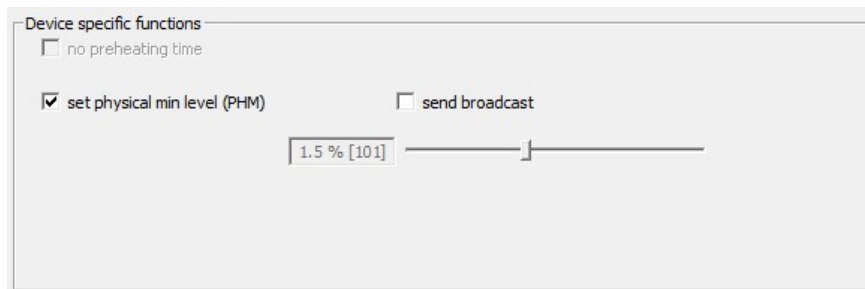 Device specific functions
no preheating time
set physical min level (PHM) send broadcast
1.5 % [101]